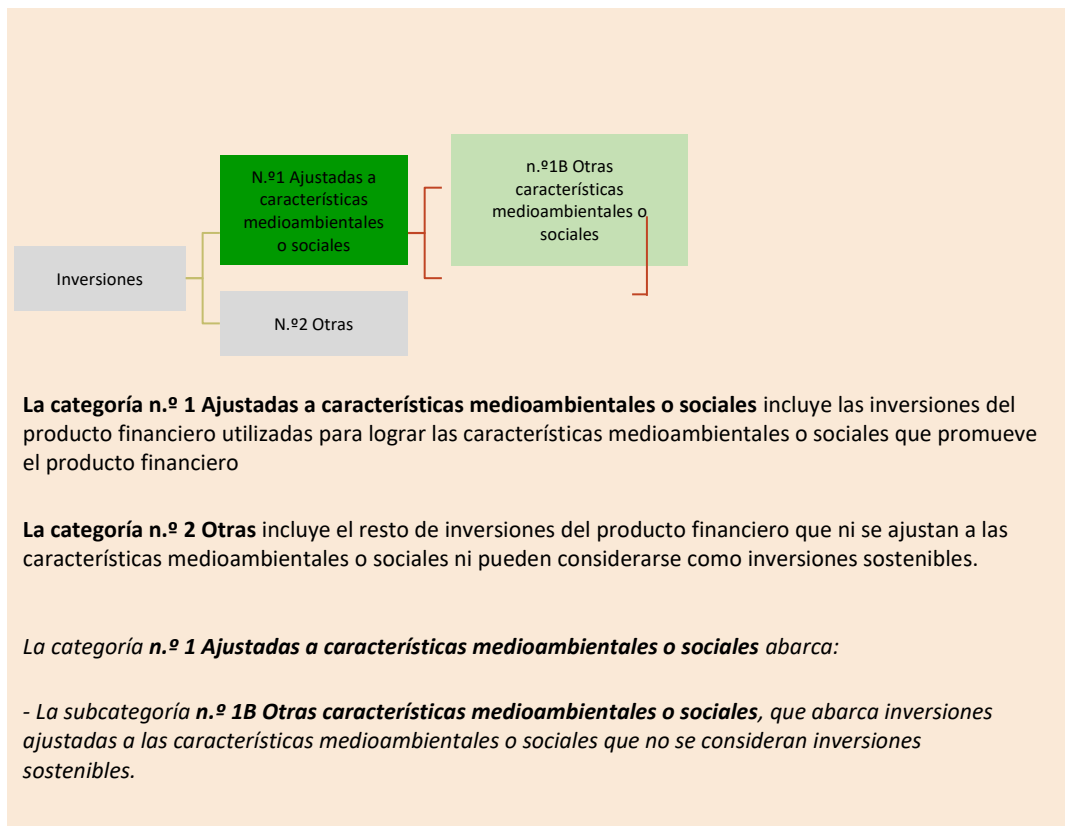 Inversiones
N.º1 Ajustadas a
características
medioambientales
o sociales
N.º2 Otras
n.º1B Otras
características
medioambientales o
sociales
La categoría n.º 1 Ajustadas a características medioambientales o sociales incluye las inversiones del
producto financiero utilizadas para lograr las características medioambientales o sociales que promueve
el producto financiero
La categoría n.º 2 Otras incluye el resto de inversiones del producto financiero que ni se ajustan a las
características medioambientales o sociales ni pueden considerarse como inversiones sostenibles.
La categoría n.º 1 Ajustadas a características medioambientales o sociales abarca:
- La subcategoría n.º 1B Otras características medioambientales o sociales, que abarca inversiones
ajustadas a las características medioambientales o sociales que no se consideran inversiones
sostenibles.